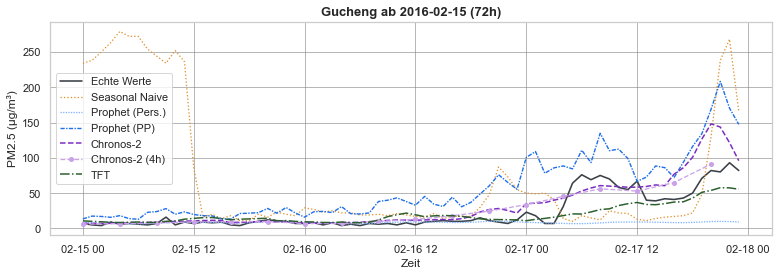 Gucheng ab 2016-02-15 (72h)
PM2.5 (µg/m³)
250
200
150
100
50
0
Echte Werte
Seasonal Naive
Prophet (Pers.)
Prophet (PP)
Chronos-2
Chronos-2 (4h)
TFT
02-15 00
02-15 12
02-16 00
02-16 12
02-17 00
02-17 12
02-18 00
Zeit